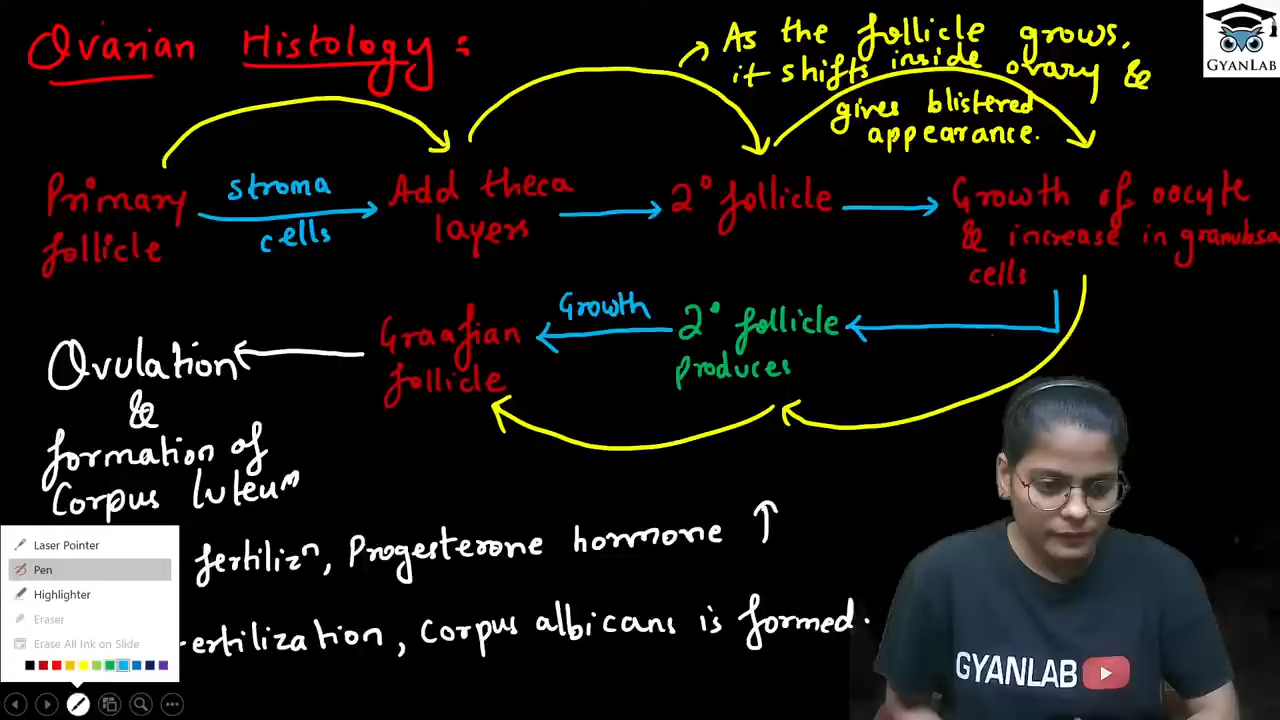 Ovarian Histology :
As the follicle grows,
it shifts inside ovary &
gives blistered
appearance.
GYANLAB
Primary
follicle
stroma
cells
Add theca
layers
2° follicle
Growth of oocyte
& increase in
cells
2° follicle
produces
Growth
Graafian
follicle
Ovulation
&
formation of
Corpus luteum
fertilizn, Progesterone hormone ↑
ertilization, Corpus albicans is formed.
Laser Pointer
Pen
Highlighter
Eraser
Erase All Ink on Slide
GYANLAB